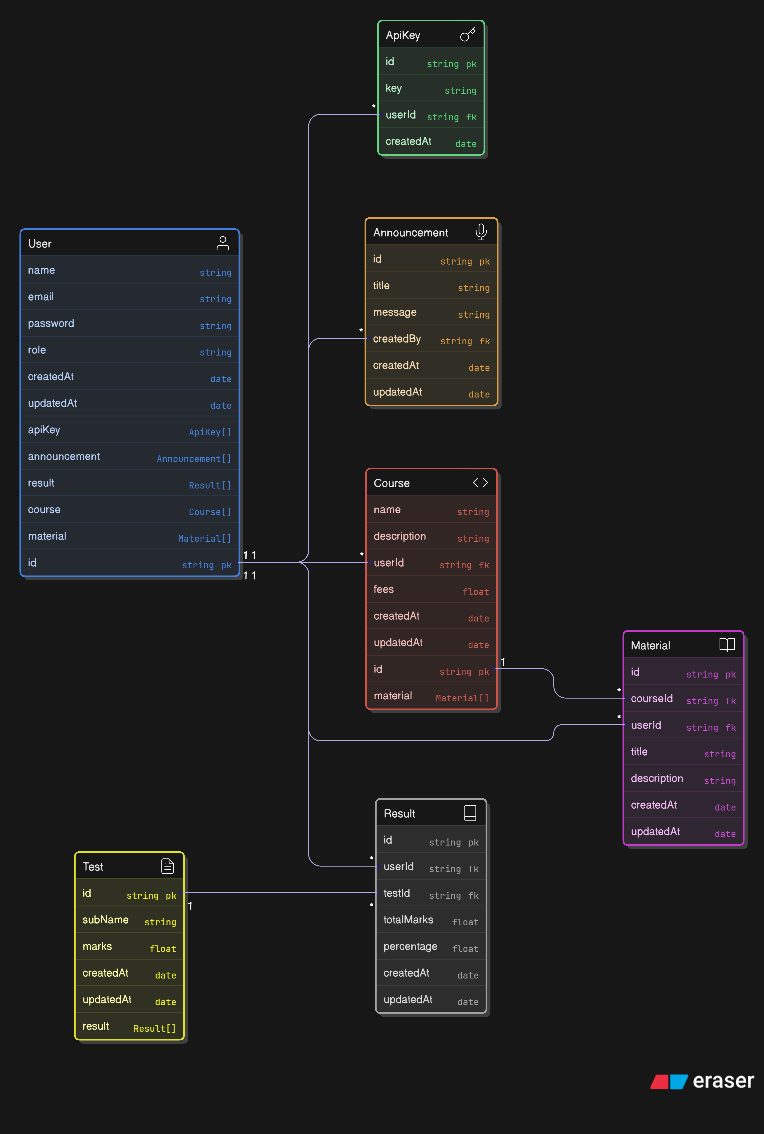 ApiKey
id string pk
key string
* userId string fk
createdAt date
Announcement
id string pk
title string
message string
* createdBy string fk
createdAt date
updatedAt date
User
name string
email string
password string
role string
createdAt date
updatedAt date
apiKey ApiKey[]
announcement Announcement[]
result Result[]
course Course[]
material Material[]
id string pk
1 1
1 1
Course
name string
description string
* userId string fk
fees float
createdAt date
updatedAt date
id string pk 1
material Material[]
Material
id string pk
* courseId string fk
* userId string fk
title string
description string
createdAt date
updatedAt date
Result
id string pk
* userId string fk
testId string fk
*
totalMarks float
percentage float
createdAt date
updatedAt date
Test
id string pk
1
subName string
marks float
createdAt date
updatedAt date
result Result[]
eraser